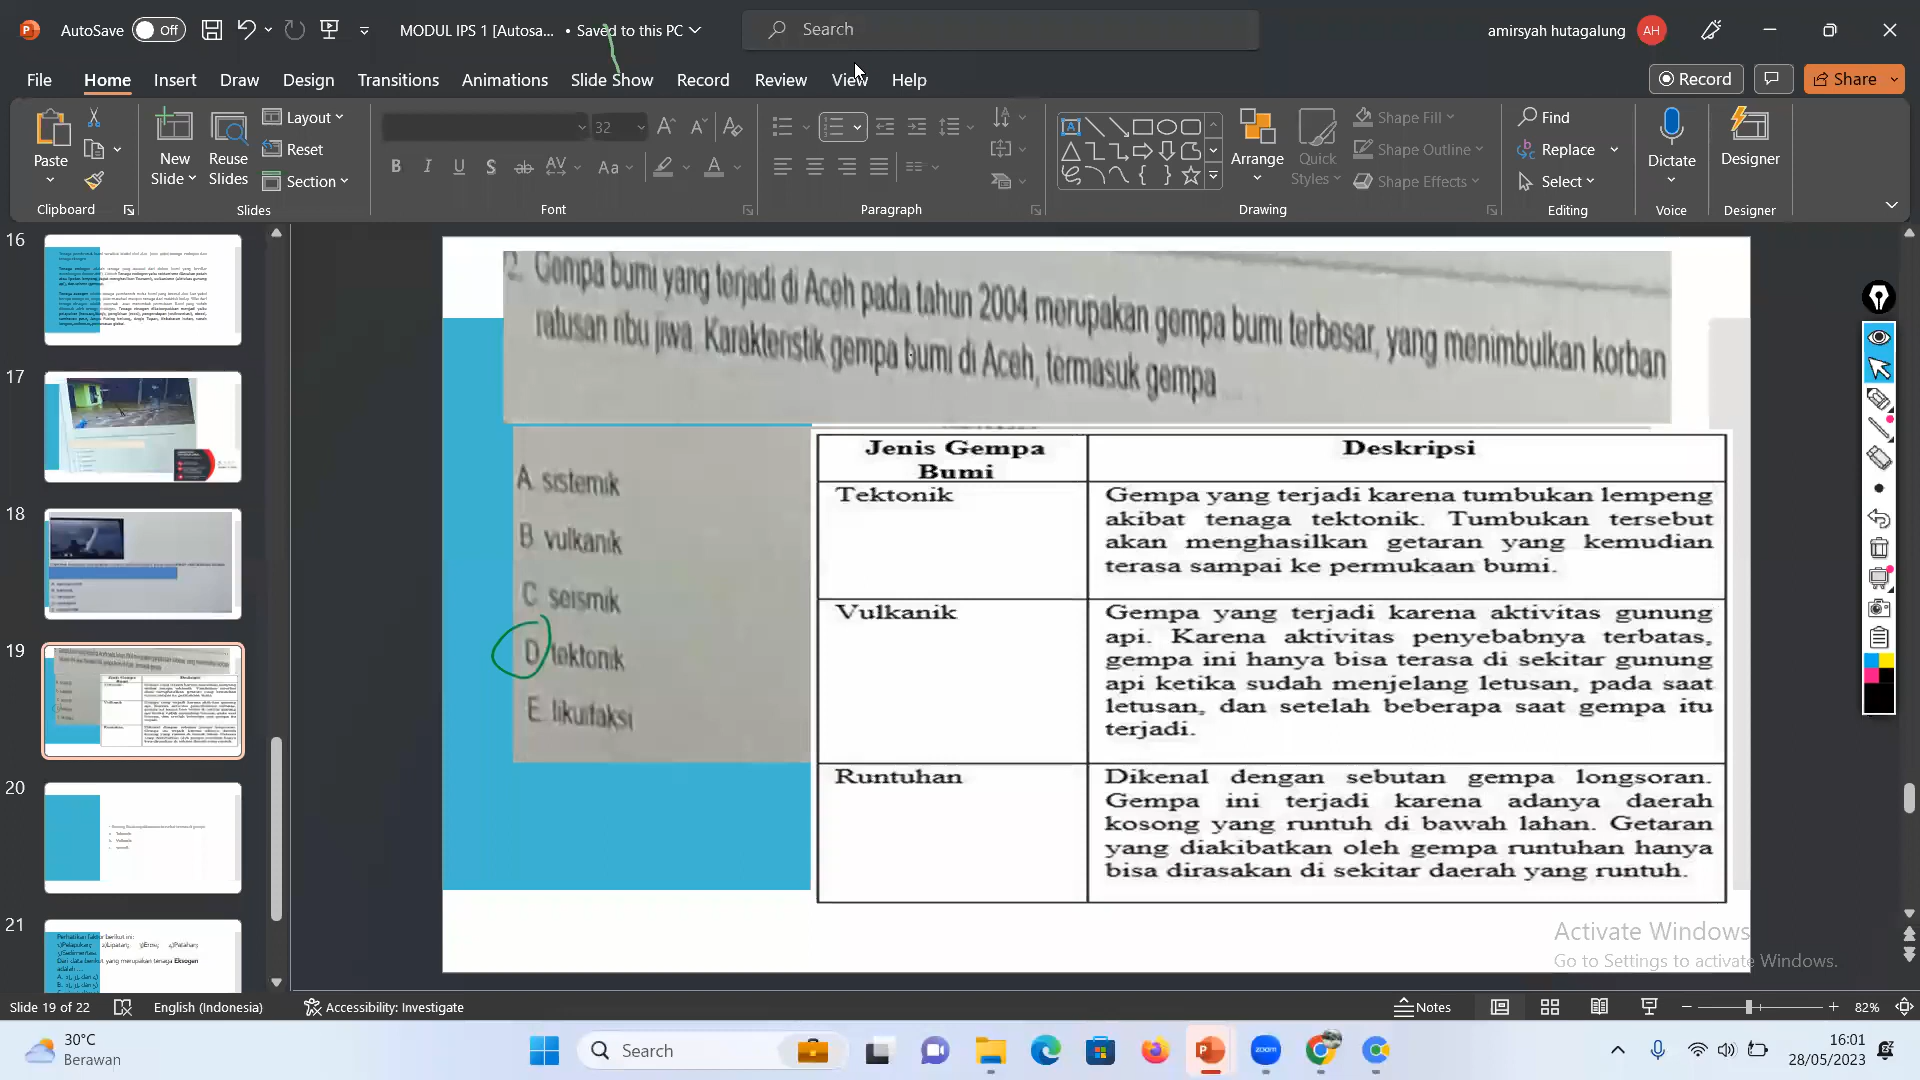 AutoSave Off MODUL IPS 1 [Autosa... • Saved to this PC Search amirsyah hutagalung AH
File Home Insert Draw Design Transitions Animations Slide Show Record Review View Help Record Share
Paste
New Slide
Reuse Slides
Layout
Reset
Section
32
Arrange
Quick Styles
Shape Fill
Shape Outline
Shape Effects
Find
Replace
Select
Dictate
Designer
Clipboard Slides Font Paragraph Drawing Editing Voice Designer
16
17
18
19
20
21
Perhatikan faktor berikut ini:
2. Gempa bumi yang terjadi di Aceh pada tahun 2004 merupakan gempa bumi terbesar, yang menimbulkan korban
ratusan ribu jiwa. Karakteristik gempa bumi di Aceh, termasuk gempa ....
A. sistemik
B. vulkanik
C. seismik
D. tektonik
E. likuifaksi
Jenis Gempa Bumi
Deskripsi
Tektonik
Gempa yang terjadi karena tumbukan lempeng
akibat tenaga tektonik. Tumbukan tersebut
akan menghasilkan getaran yang kemudian
terasa sampai ke permukaan bumi.
Vulkanik
Gempa yang terjadi karena aktivitas gunung
api. Karena aktivitas penyebabnya terbatas,
gempa ini hanya bisa terasa di sekitar gunung
api ketika sudah menjelang letusan, pada saat
letusan, dan setelah beberapa saat gempa itu
terjadi.
Runtuhan
Dikenal dengan sebutan gempa longsoran.
Gempa ini terjadi karena adanya daerah
kosong yang runtuh di bawah lahan. Getaran
yang diakibatkan oleh gempa runtuhan hanya
bisa dirasakan di sekitar daerah yang runtuh.
Activate Windows
Go to Settings to activate Windows.
Slide 19 of 22 English (Indonesia) Accessibility: Investigate Notes 82%
30°C
Berawan
Search
zoom
16:01
28/05/2023